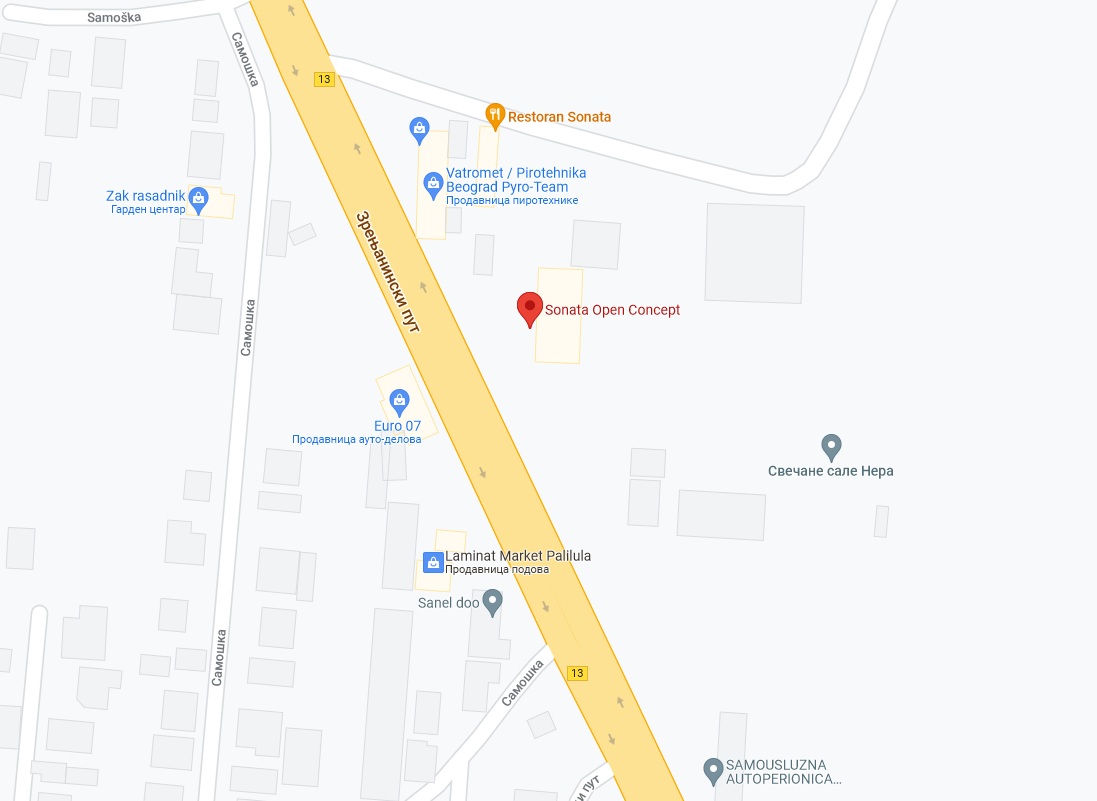 Samoška
Самошка
13
Restoran Sonata
Vatromet / Pirotehnika
Beograd Pyro-Team
Продавница пиротехнике
Zak rasadnik
Гарден центар
Зрењанински пут
Самошка
Sonata Open Concept
Euro 07
Продавница ауто-делова
Свечане сале Нера
Laminat Market Palilula
Продавница подова
Sanel doo
Самошка
Самошка
13
SAMOUSLUZNA
AUTOPERIONICA...
ки пут